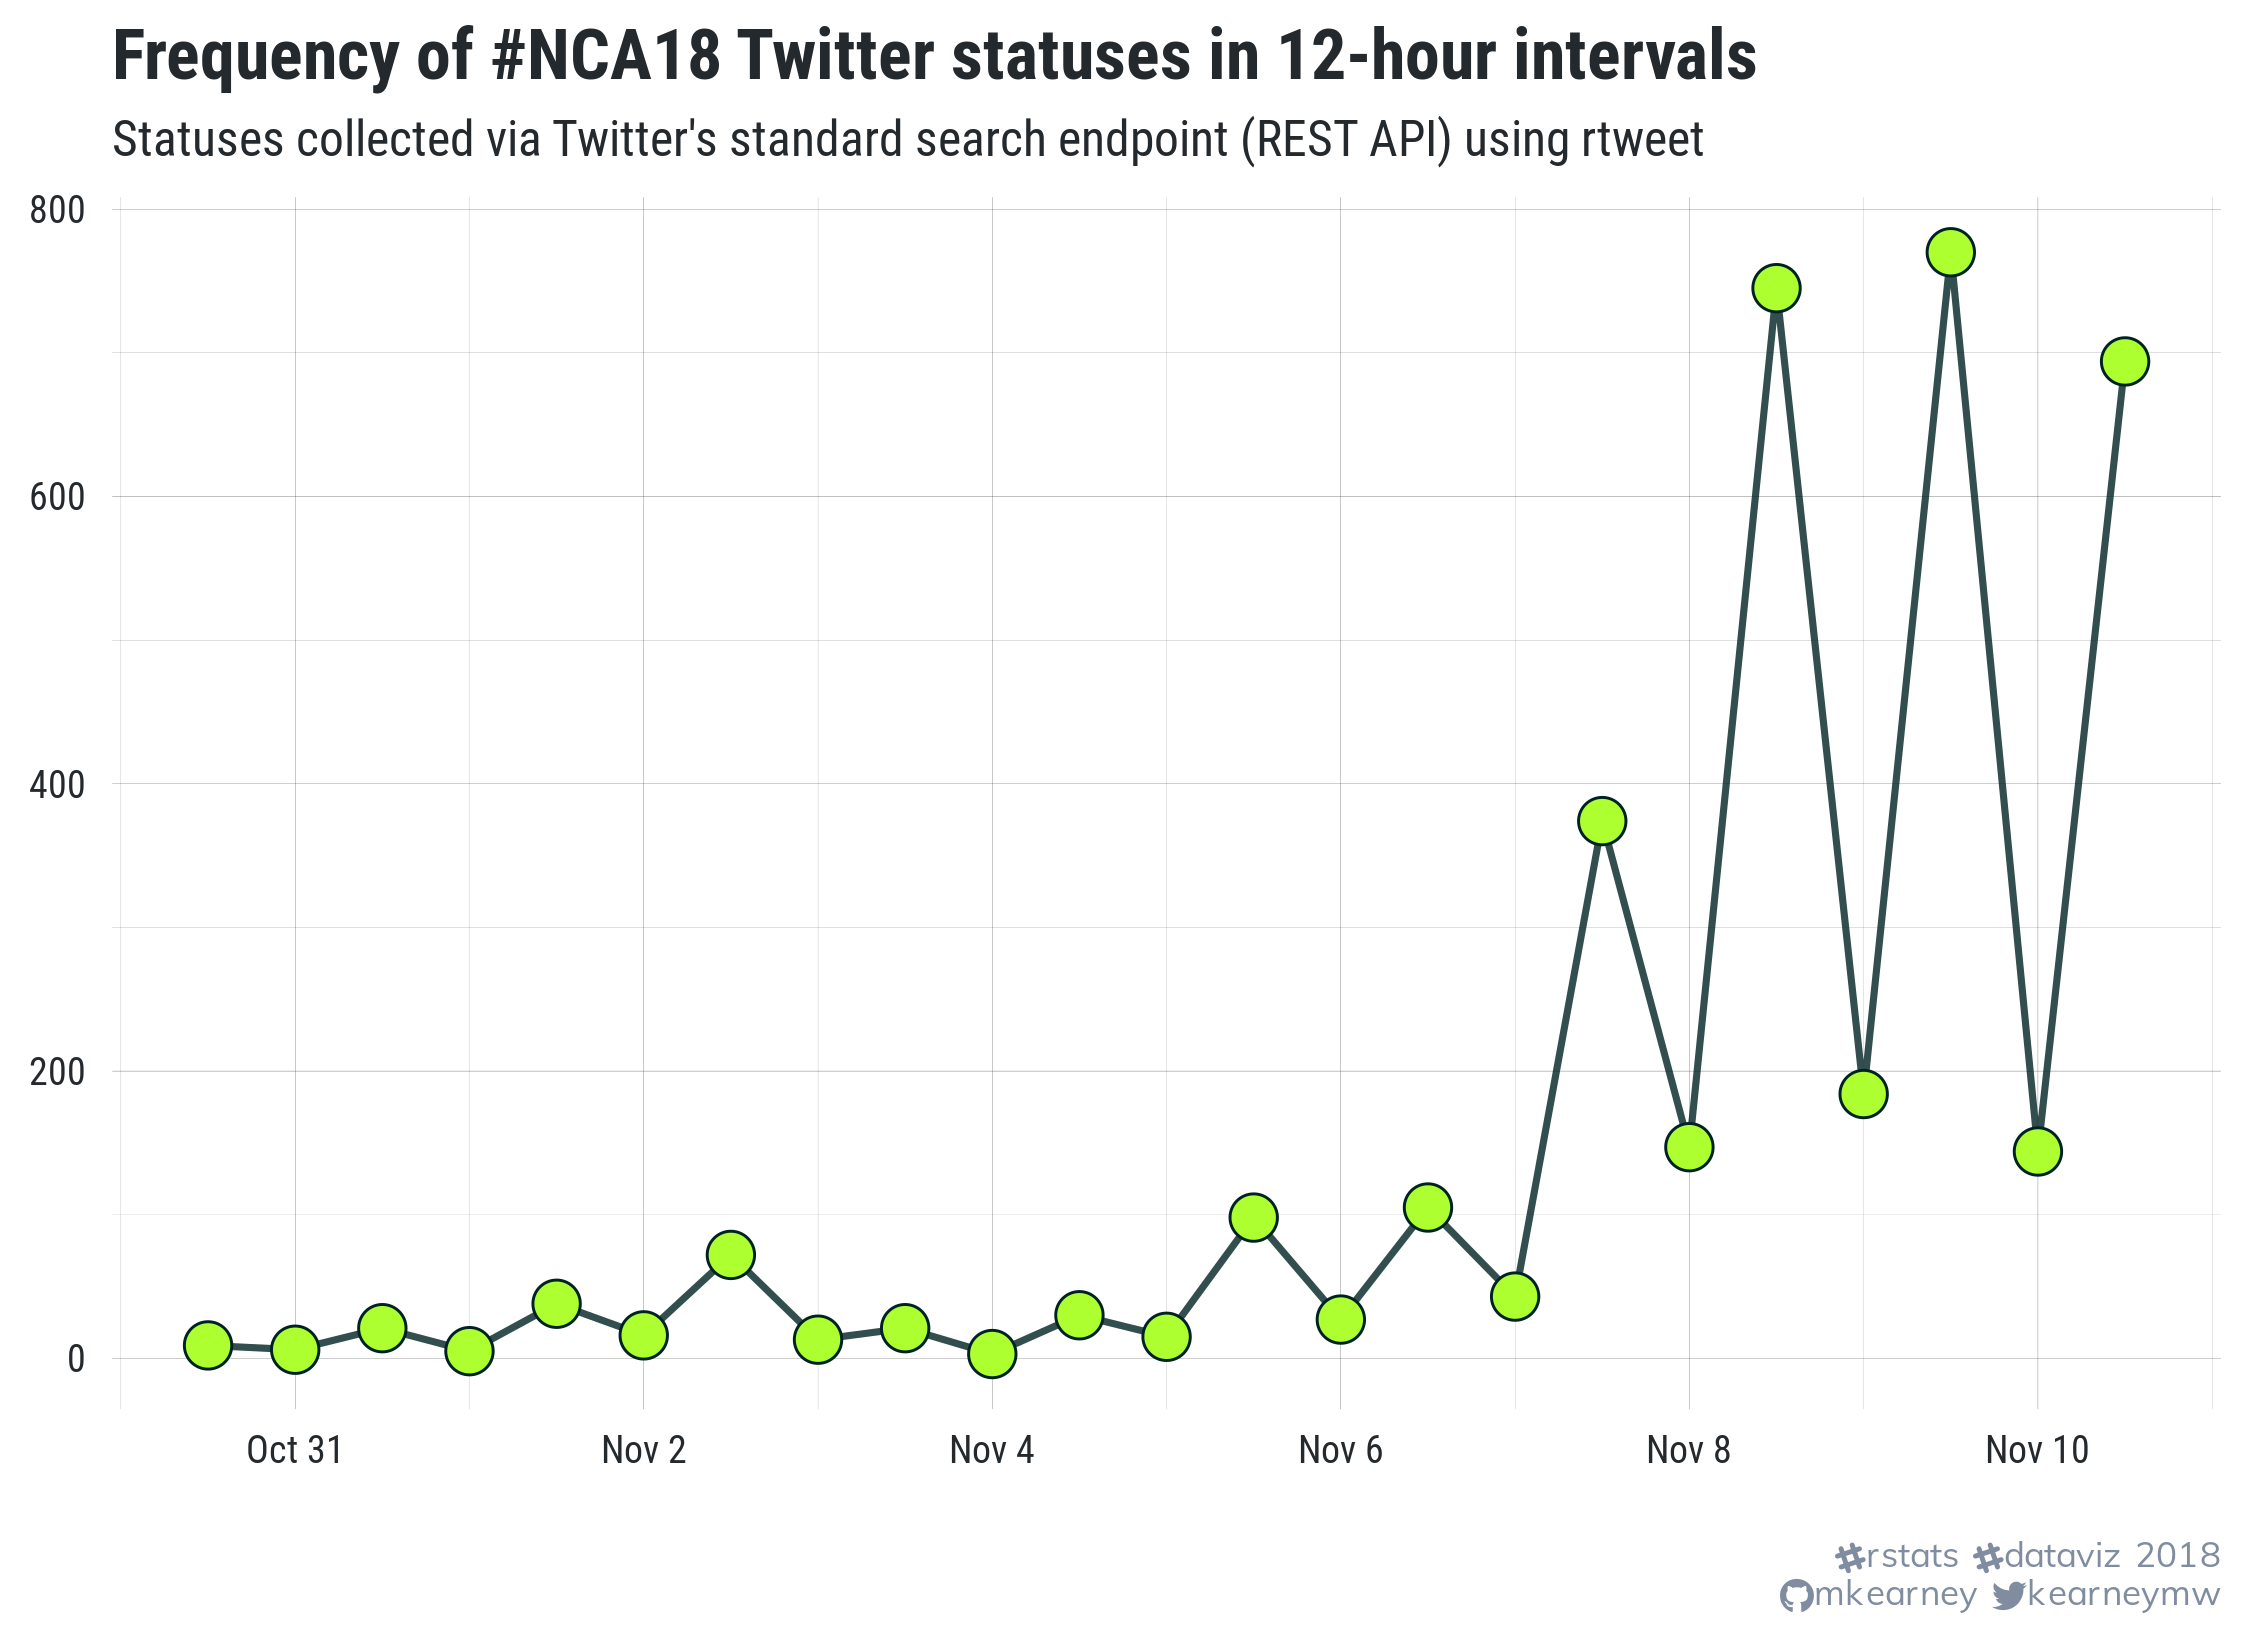 Frequency of #NCA18 Twitter statuses in 12-hour intervals
Statuses collected via Twitter's standard search endpoint (REST API) using rtweet
800
600
400
200
0
Oct 31 Nov 2 Nov 4 Nov 6 Nov 8 Nov 10
#rstats #dataviz 2018
mkearney kearneymw